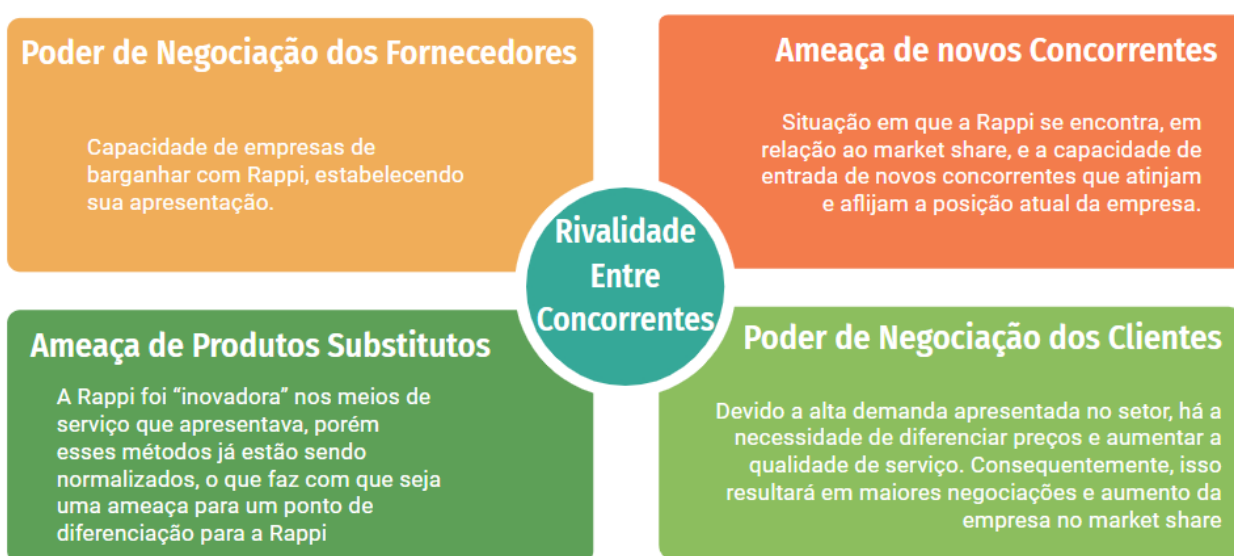 Poder de Negociação dos Fornecedores
Capacidade de empresas de
barganhar com Rappi, estabelecendo
sua apresentação.
Ameaça de novos Concorrentes
Situação em que a Rappi se encontra, em
relação ao market share, e a capacidade de
entrada de novos concorrentes que atinjam
e aflijam a posição atual da empresa.
Rivalidade
Entre
Concorrentes
Ameaça de Produtos Substitutos
A Rappi foi “inovadora” nos meios de
serviço que apresentava, porém
esses métodos já estão sendo
normalizados, o que faz com que seja
uma ameaça para um ponto de
diferenciação para a Rappi
Poder de Negociação dos Clientes
Devido a alta demanda apresentada no setor, há a
necessidade de diferenciar preços e aumentar a
qualidade de serviço. Consequentemente, isso
resultará em maiores negociações e aumento da
empresa no market share